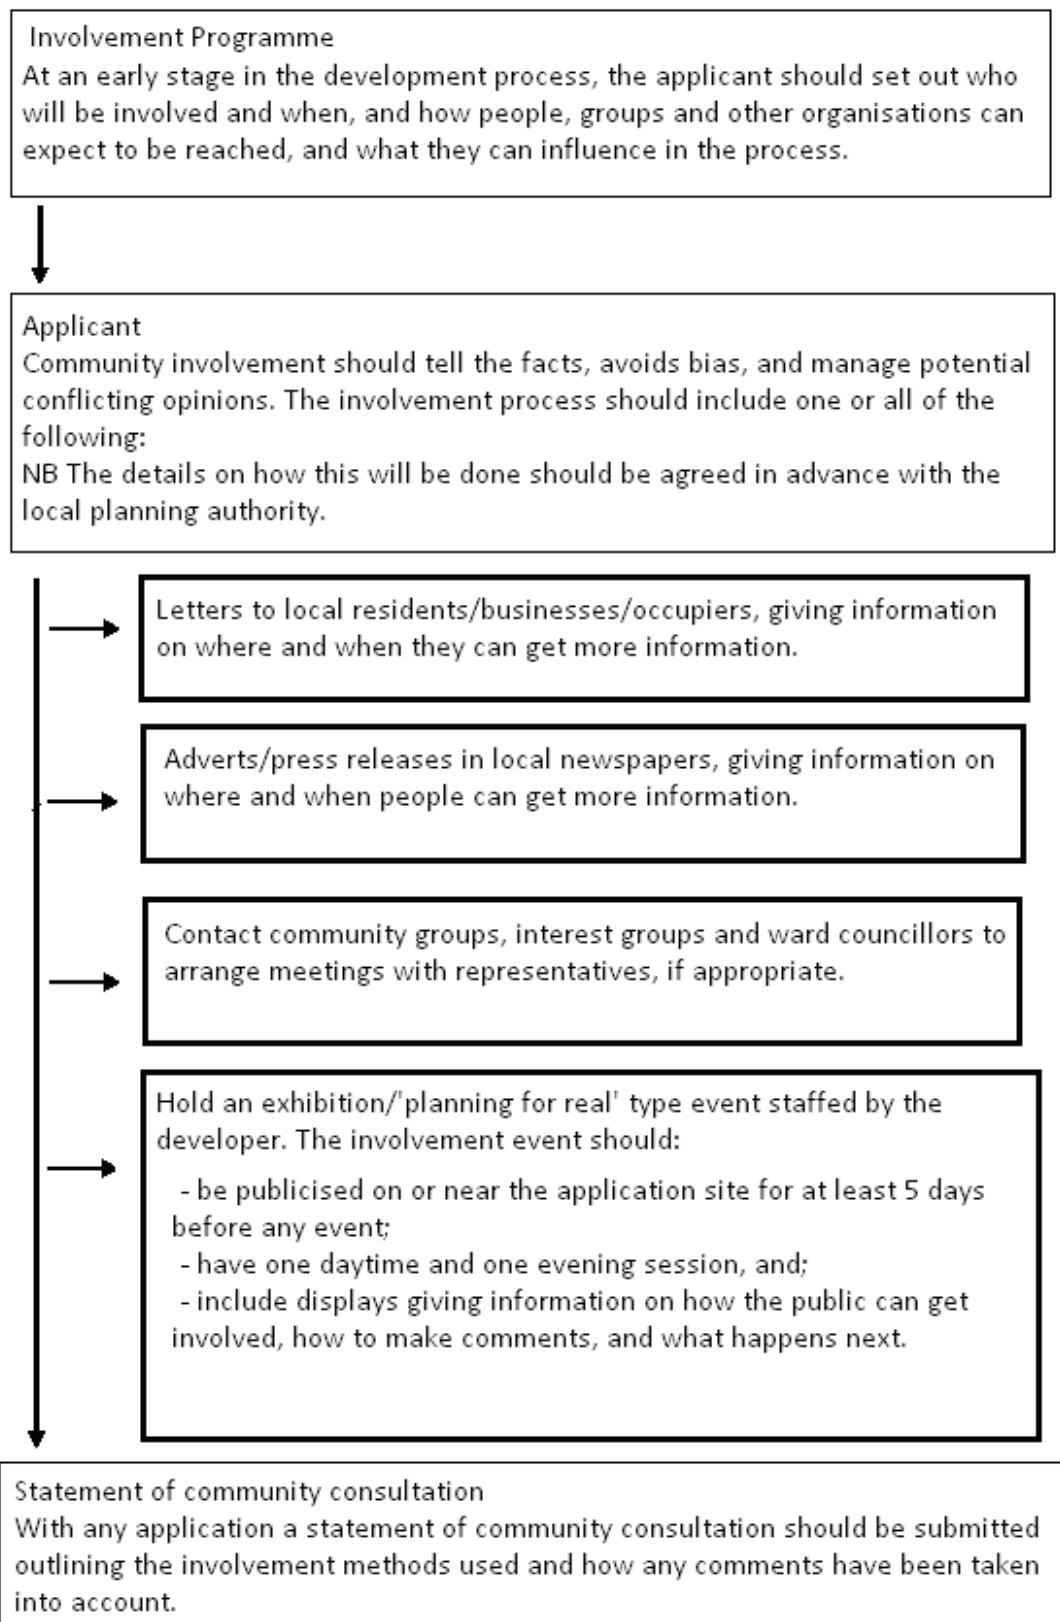 Involvement Programme
At an early stage in the development process, the applicant should set out who
will be involved and when, and how people, groups and other organisations can
expect to be reached, and what they can influence in the process.
Applicant
Community involvement should tell the facts, avoids bias, and manage potential
conflicting opinions. The involvement process should include one or all of the
following:
NB The details on how this will be done should be agreed in advance with the
local planning authority.
Letters to local residents/businesses/occupiers, giving information
on where and when they can get more information.
Adverts/press releases in local newspapers, giving information on
where and when people can get more information.
Contact community groups, interest groups and ward councillors to
arrange meetings with representatives, if appropriate.
Hold an exhibition/'planning for real' type event staffed by the
developer. The involvement event should:
- be publicised on or near the application site for at least 5 days
before any event;
- have one daytime and one evening session, and;
- include displays giving information on how the public can get
involved, how to make comments, and what happens next.
Statement of community consultation
With any application a statement of community consultation should be submitted
outlining the involvement methods used and how any comments have been taken
into account.